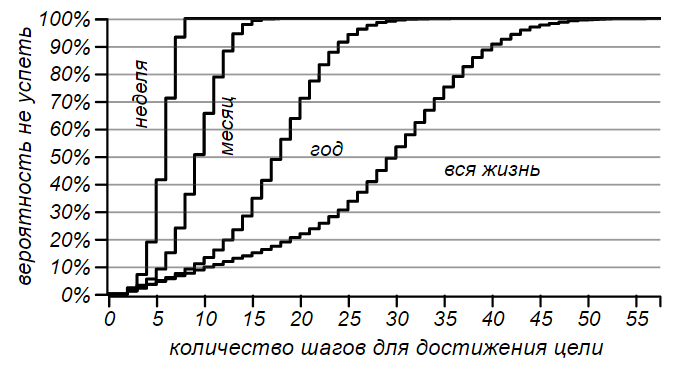 вероятность не успеть
100%
90%
80%
70%
60%
50%
40%
30%
20%
10%
0%
неделя
месяц
год
вся жизнь
0 5 10 15 20 25 30 35 40 45 50 55
количество шагов для достижения цели